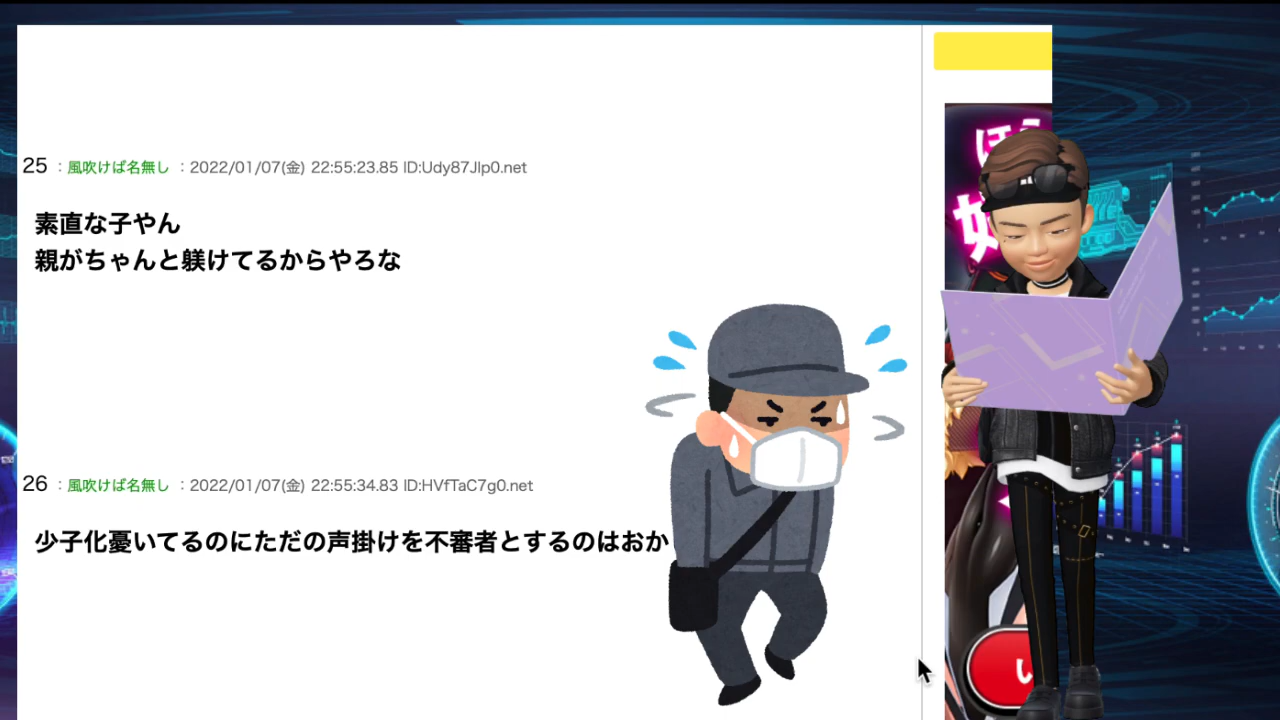 25 ：風吹けば名無し ：2022/01/07(金) 22:55:23.85 ID:Udy87Jlp0.net
素直な子やん
親がちゃんと躾けてるからやろな
26 ：風吹けば名無し ：2022/01/07(金) 22:55:34.83 ID:HVfTaC7g0.net
少子化憂いてるのにただの声掛けを不審者とするのはおか